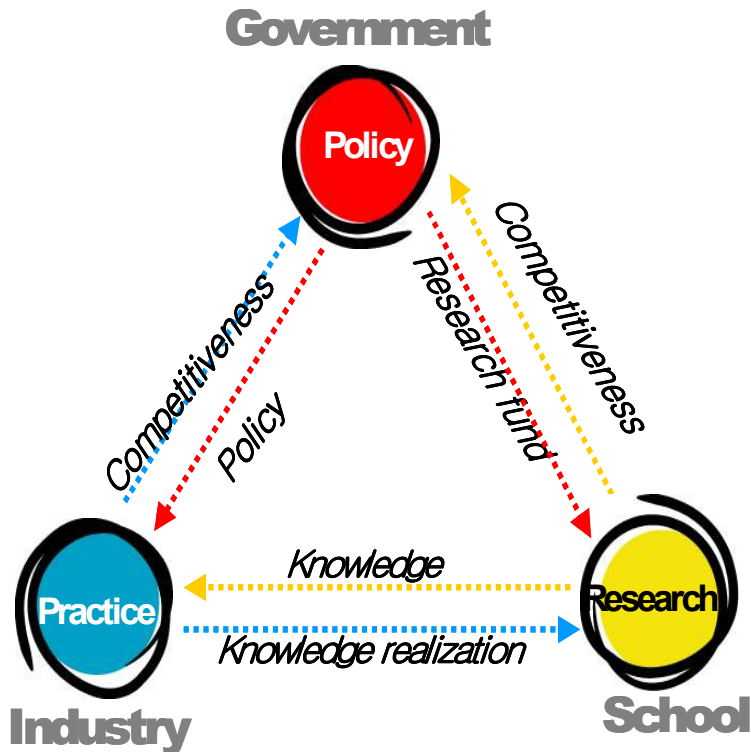 Government
Policy
Competitiveness
Competitiveness
Research fund
Policy
Knowledge
Practice
Research
Knowledge realization
School
Industry